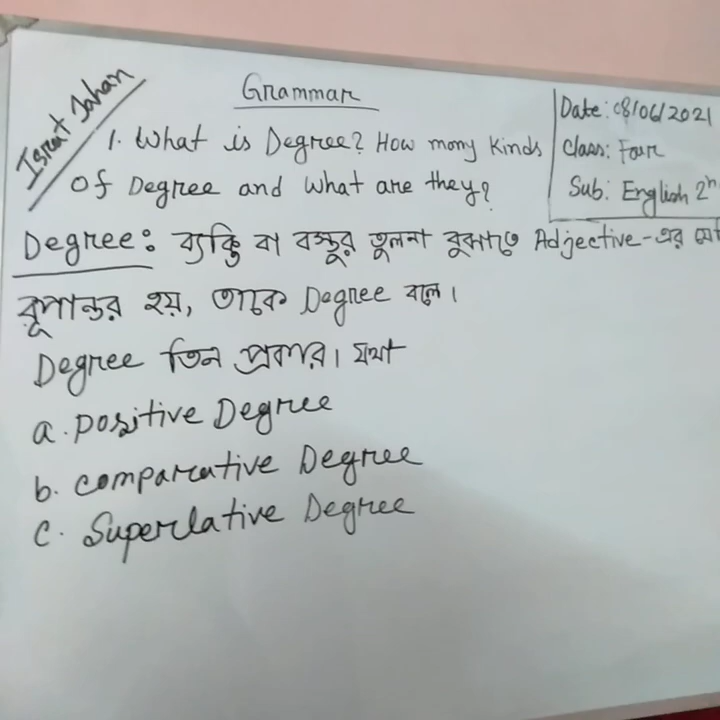 Israt Jahan
Grammar
Date: 08/06/2021
Class: Four
Sub: English 2n
1. What is Degree? How many Kinds
of Degree and what are they?
Degree: ব্যক্তি বা বস্তুর তুলনা বুঝাতে Adjective-এর যে
রূপান্তর হয়, তাকে Degree বলে।
Degree তিন প্রকার। যথা
a. Positive Degree
b. Comparative Degree
c. Superlative Degree